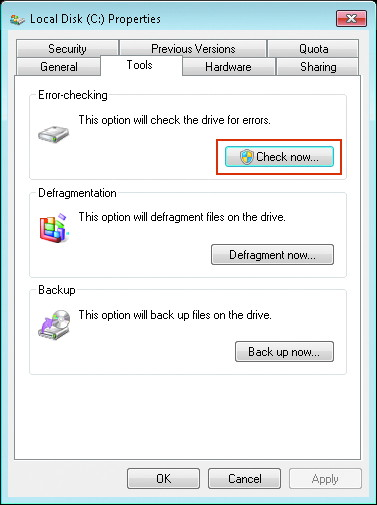 Local Disk (C:) Properties
Security Previous Versions Quota
General Tools Hardware Sharing
Error-checking
This option will check the drive for errors.
Check now...
Defragmentation
This option will defragment files on the drive.
Defragment now...
Backup
This option will back up files on the drive.
Back up now...
OK Cancel Apply